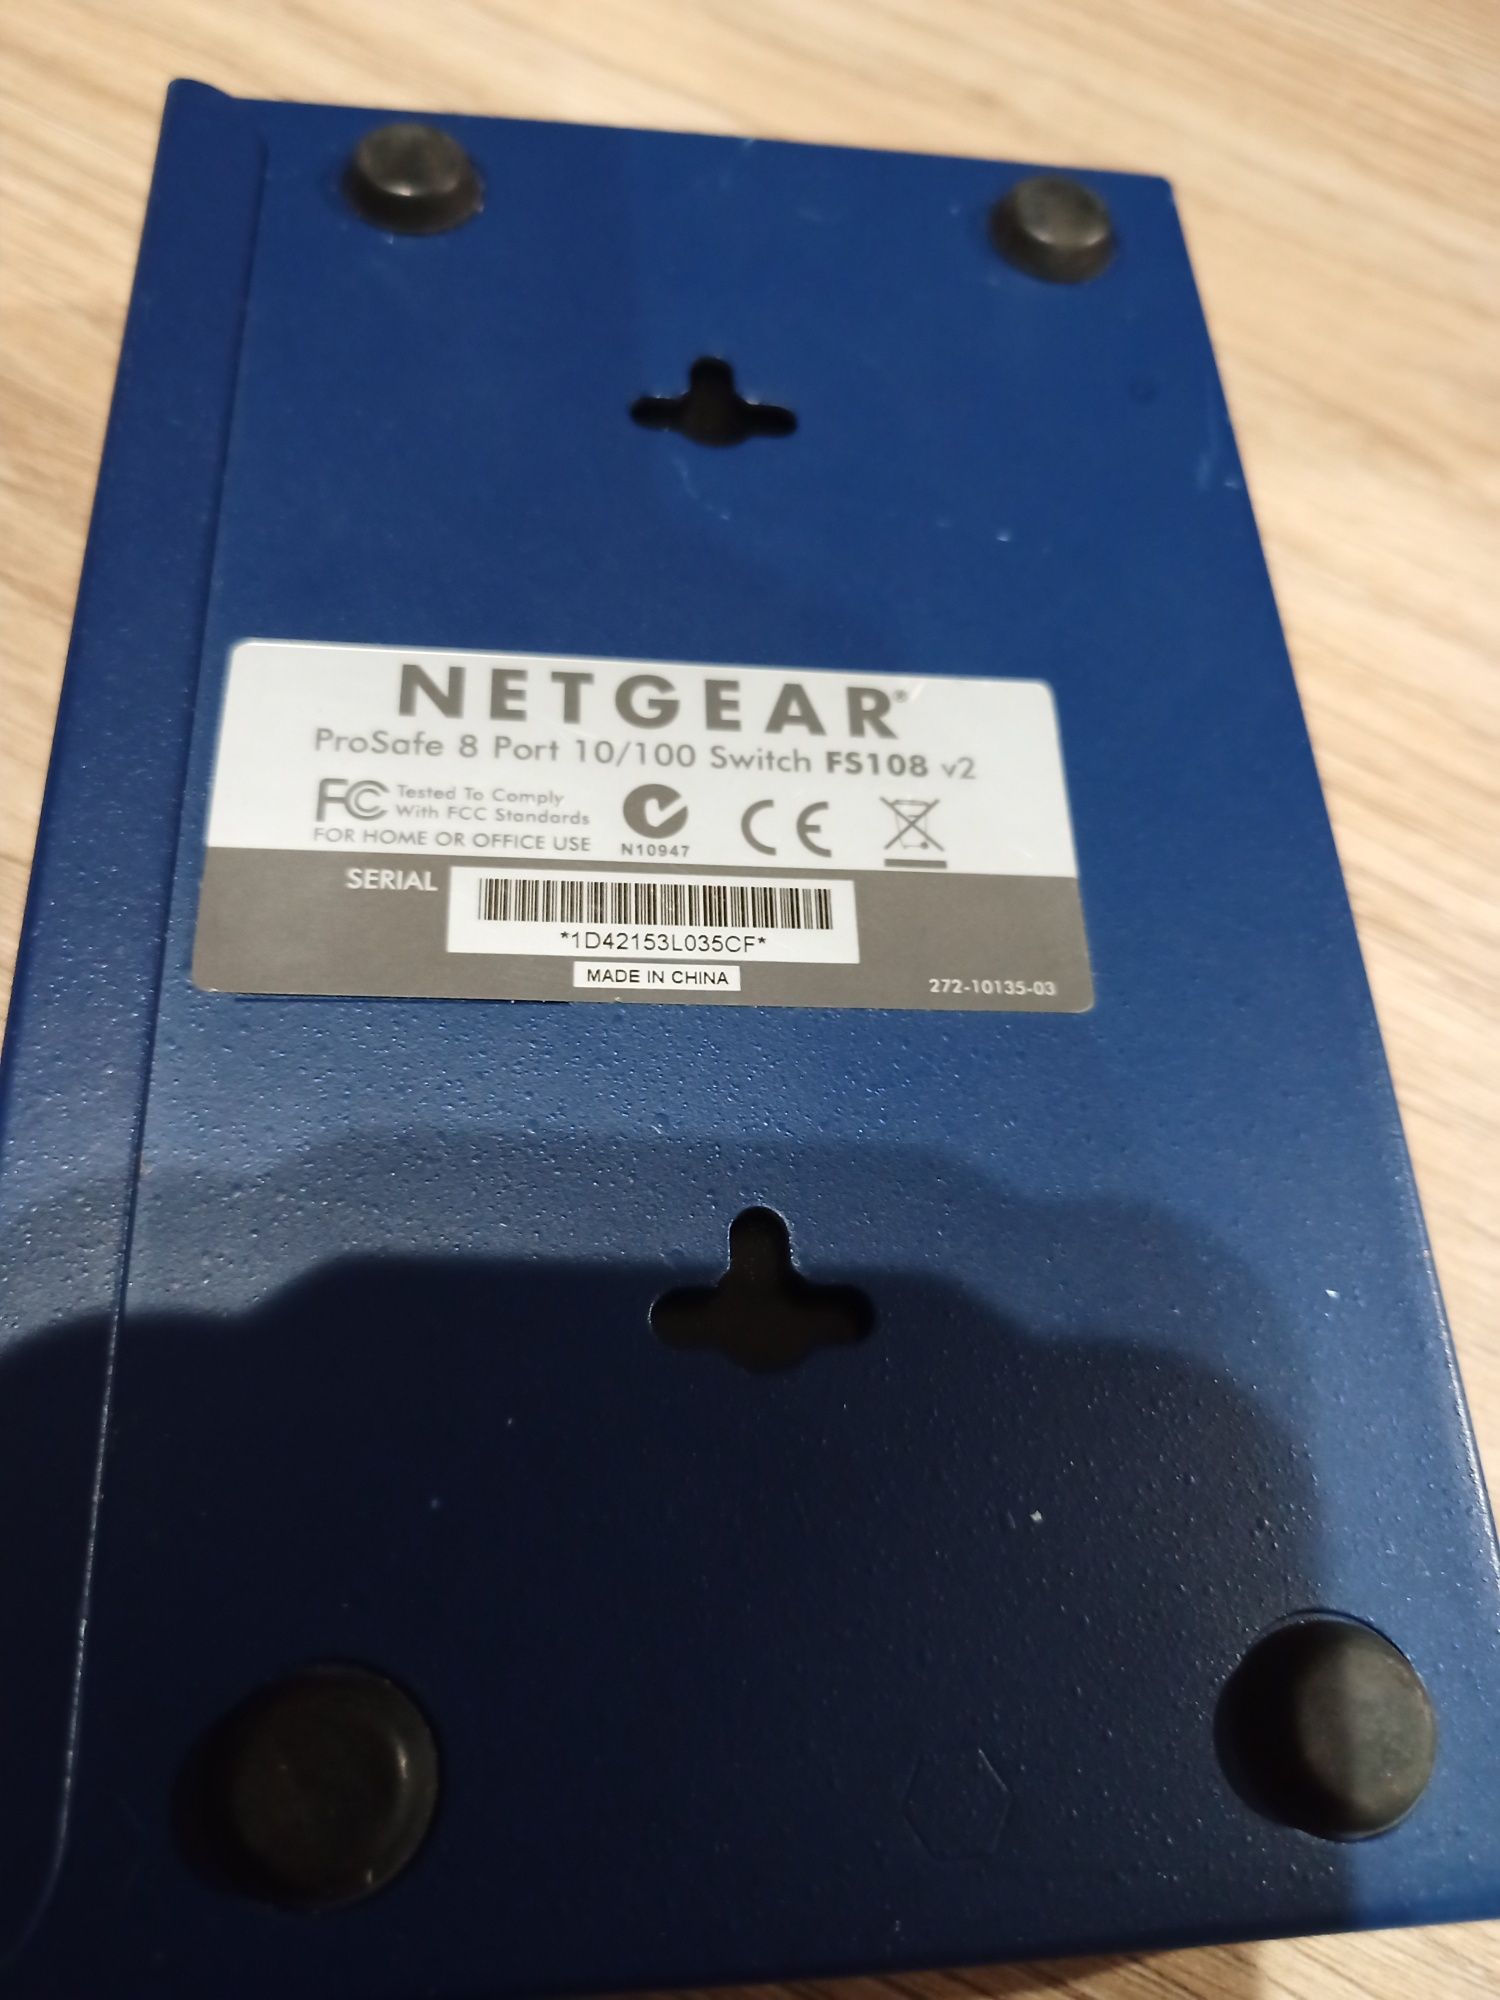 NETGEAR®
ProSafe 8 Port 10/100 Switch FS108 v2
FC Tested To Comply
With FCC Standards
FOR HOME OR OFFICE USE
N10947
CE
SERIAL
*1D42153L035CF*
MADE IN CHINA
272-10135-03